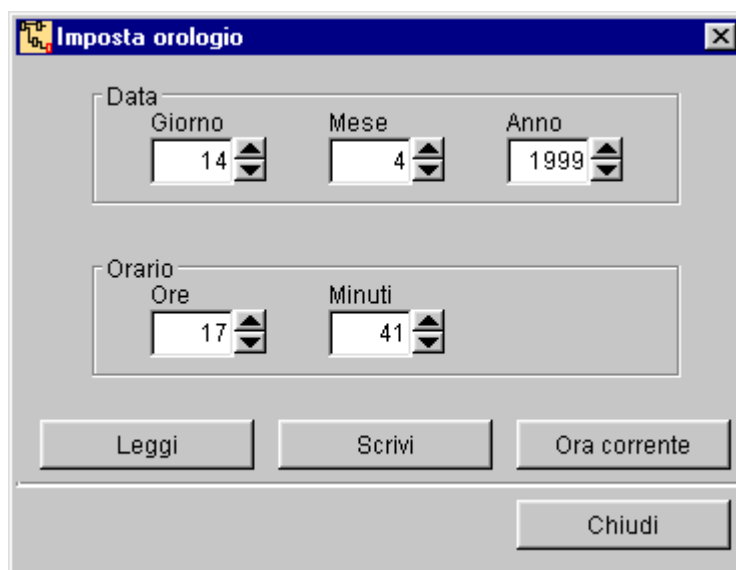 Imposta orologio
Data
Giorno Mese Anno
14 4 1999
Orario
Ore Minuti
17 41
Leggi Scrivi Ora corrente
Chiudi